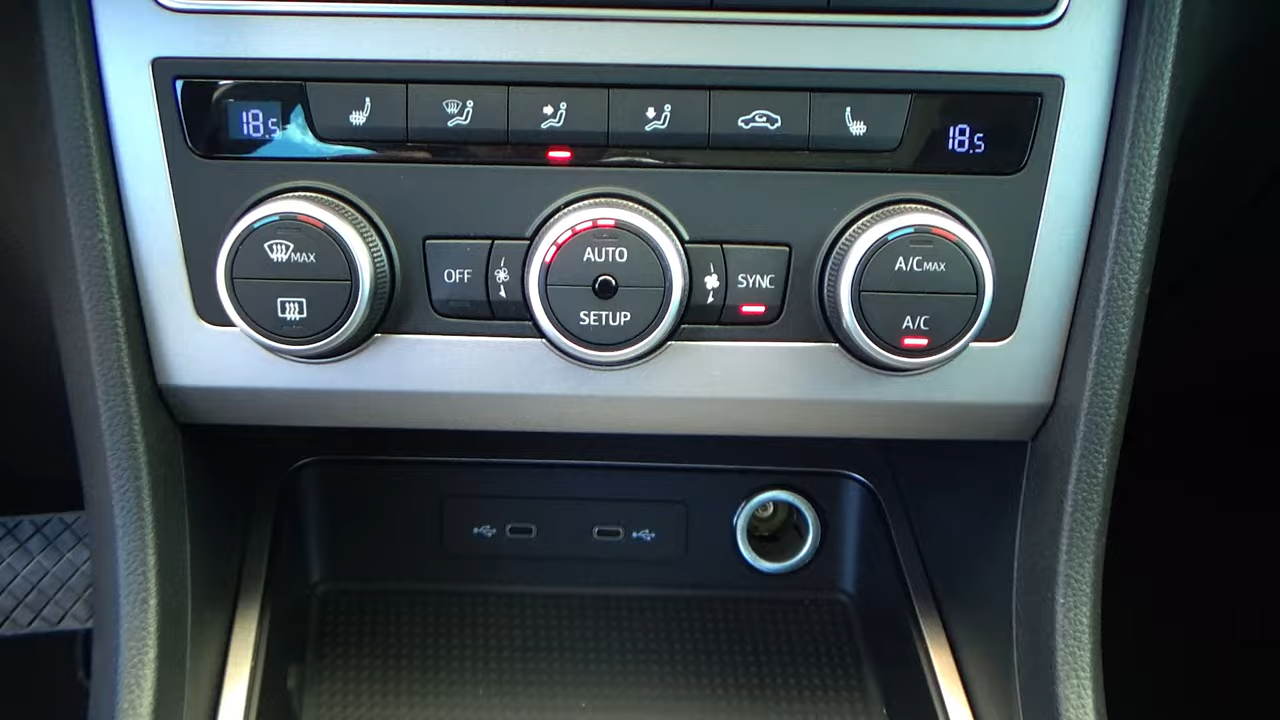 18.5
18.5
MAX
OFF
AUTO
SETUP
SYNC
A/C MAX
A/C